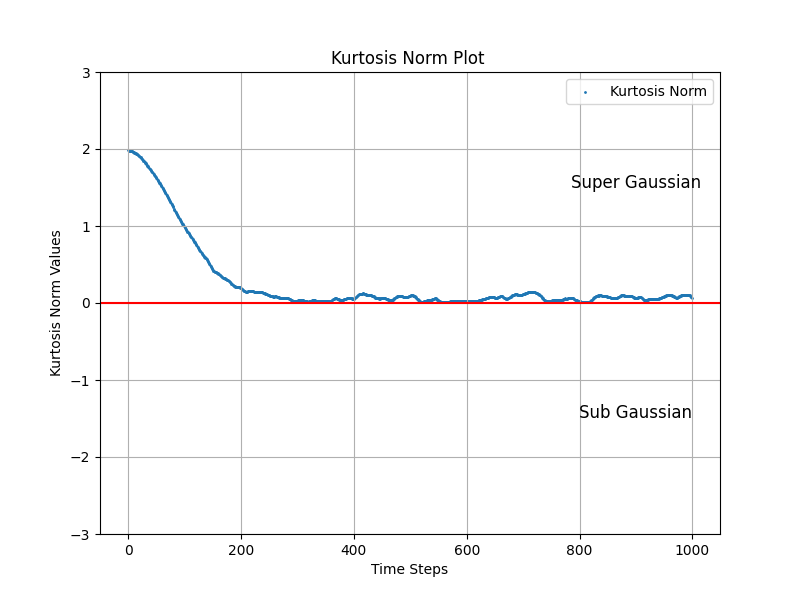 Kurtosis Norm Plot
3
Kurtosis Norm
2
Super Gaussian
1
Kurtosis Norm Values
0
−1
Sub Gaussian
−2
−3
0 200 400 600 800 1000
Time Steps